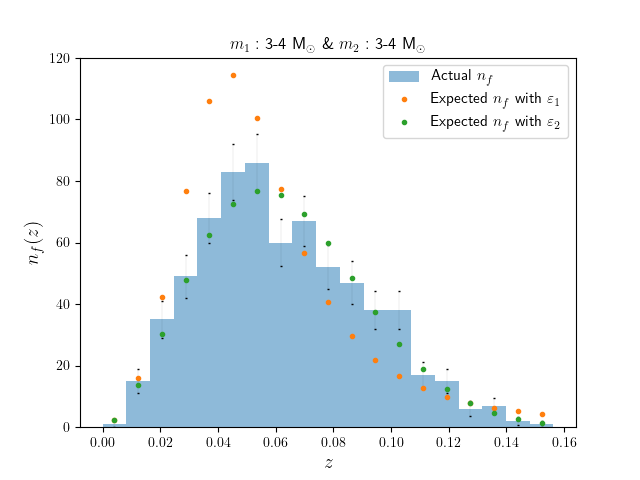 m₁ : 3-4 M☉ & m₂ : 3-4 M☉
120
100
80
60
40
20
0
n_f(z)
Actual n_f
Expected n_f with ε₁
Expected n_f with ε₂
0.00 0.02 0.04 0.06 0.08 0.10 0.12 0.14 0.16
z